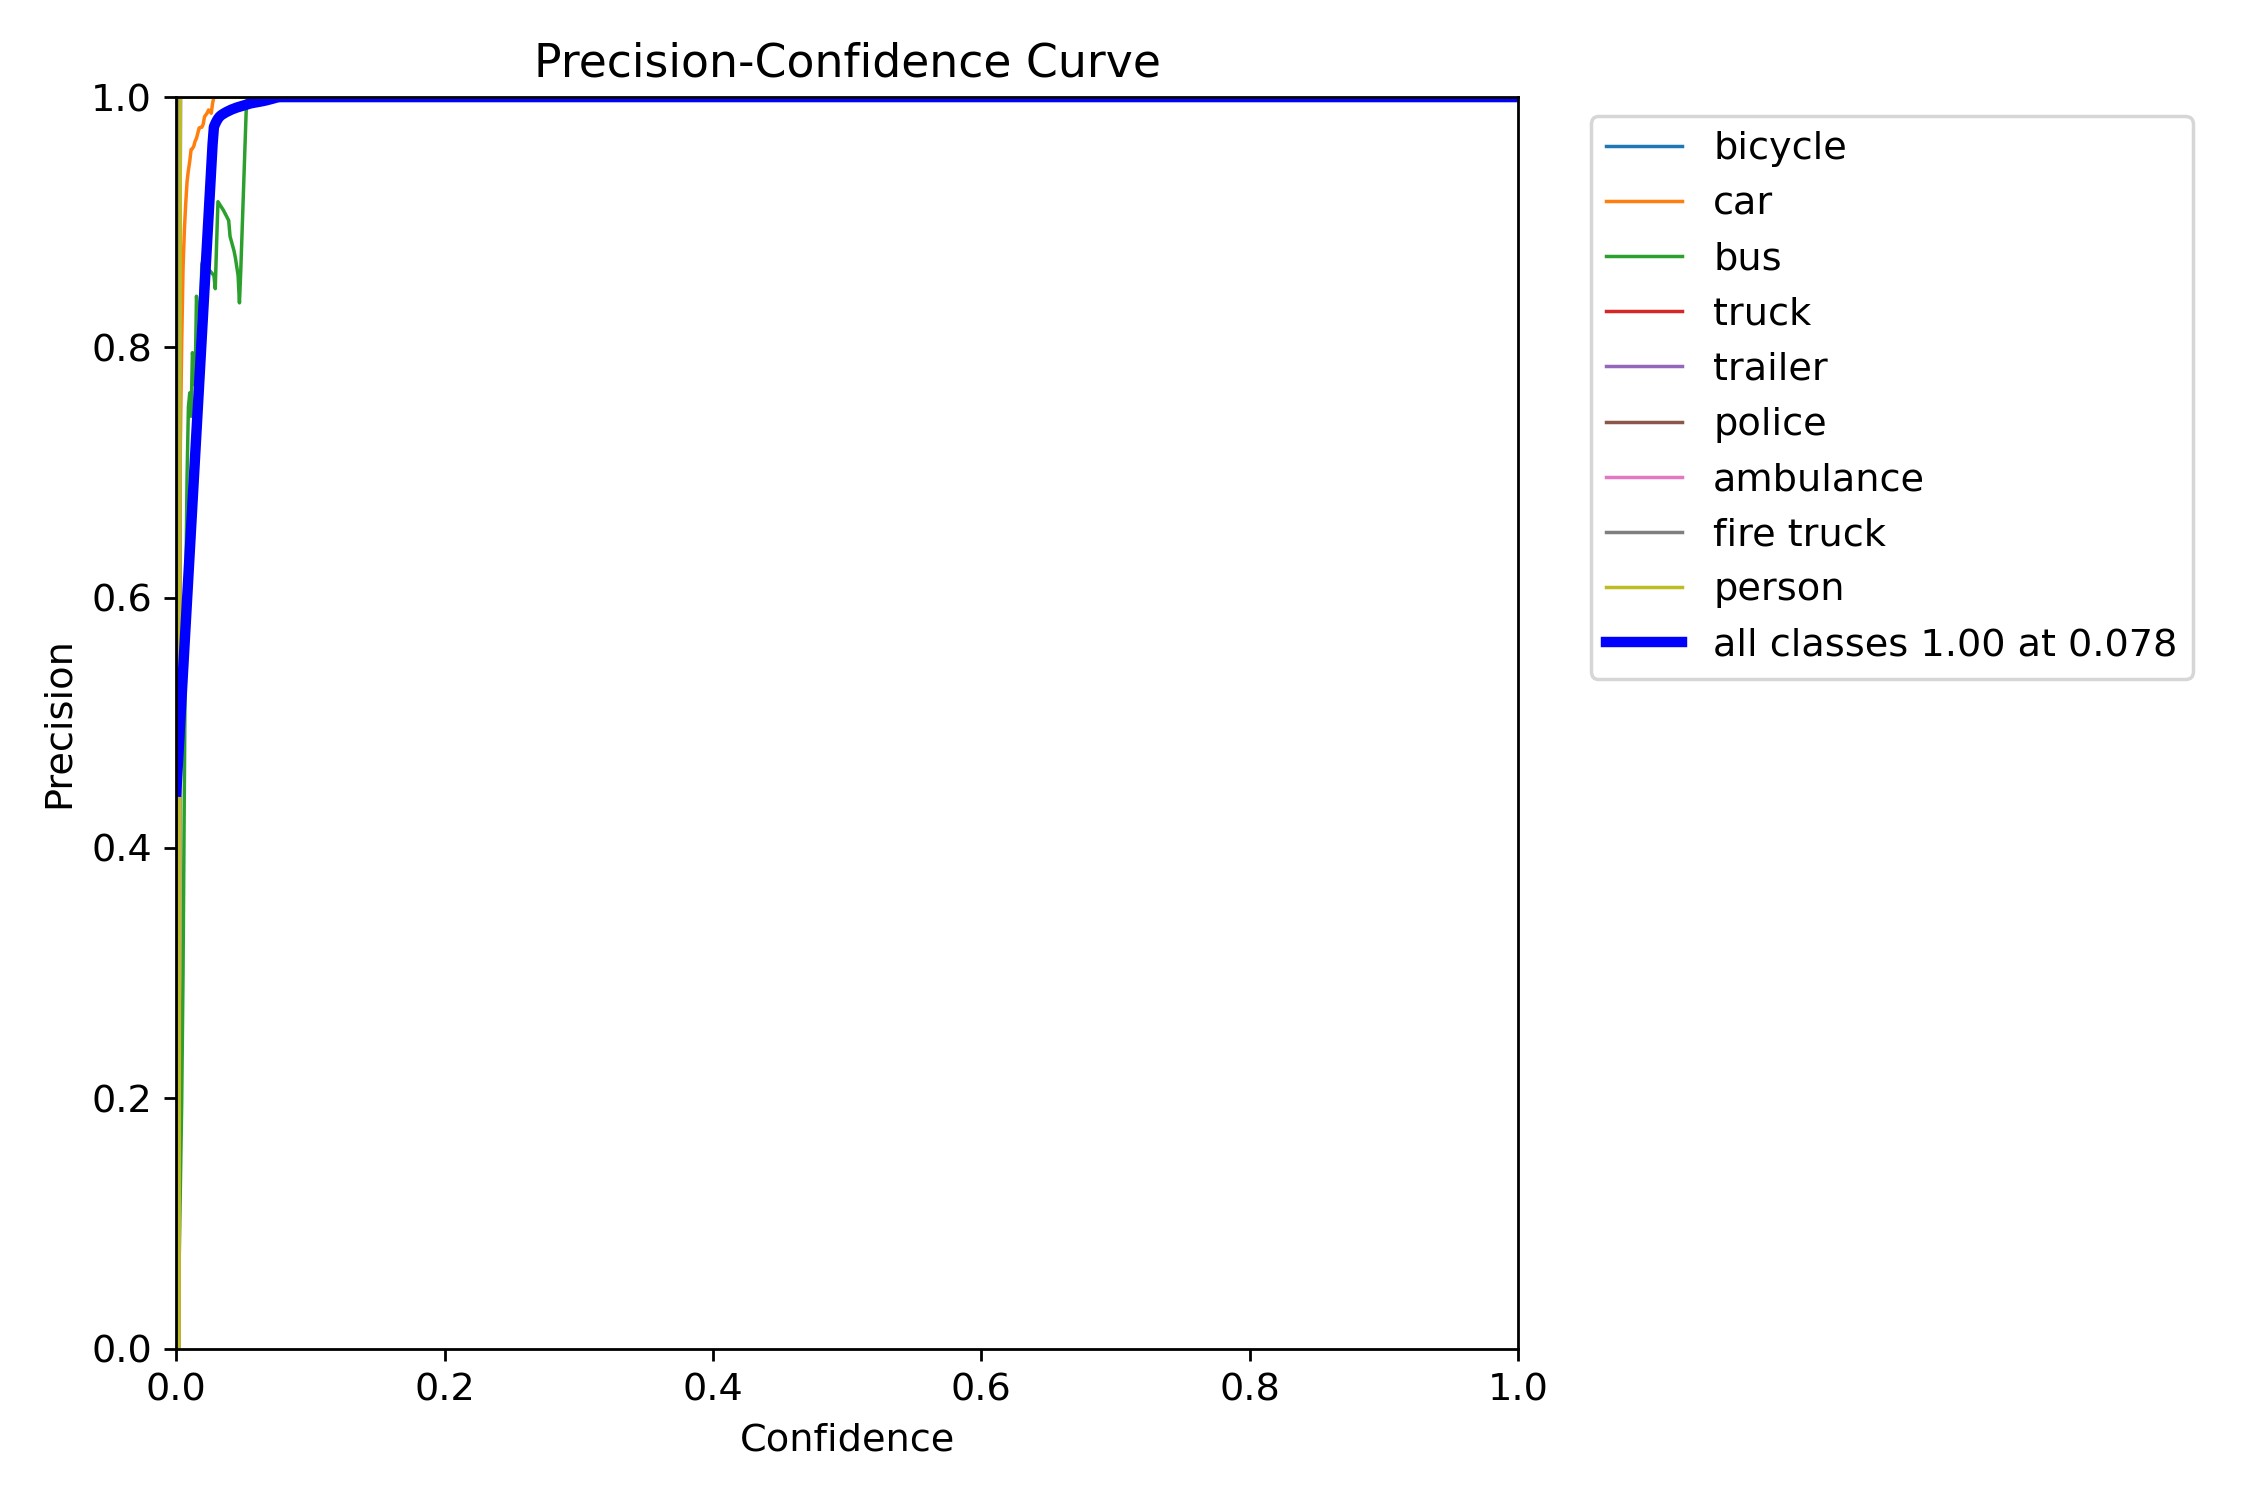 Precision-Confidence Curve
1.0
0.8
0.6
0.4
0.2
0.0
Precision
0.0 0.2 0.4 0.6 0.8 1.0
Confidence
bicycle
car
bus
truck
trailer
police
ambulance
fire truck
person
all classes 1.00 at 0.078